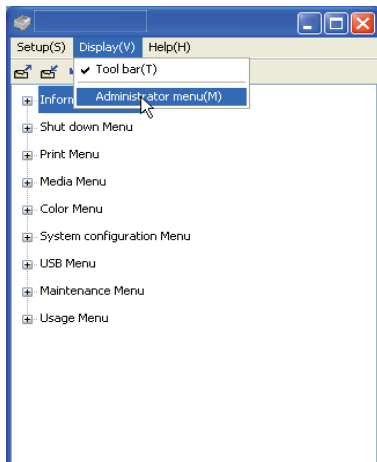 Setup(S) Display(V) Help(H)
Tool bar(T)
Administrator menu(M)
Inform
Shut down Menu
Print Menu
Media Menu
Color Menu
System configuration Menu
USB Menu
Maintenance Menu
Usage Menu